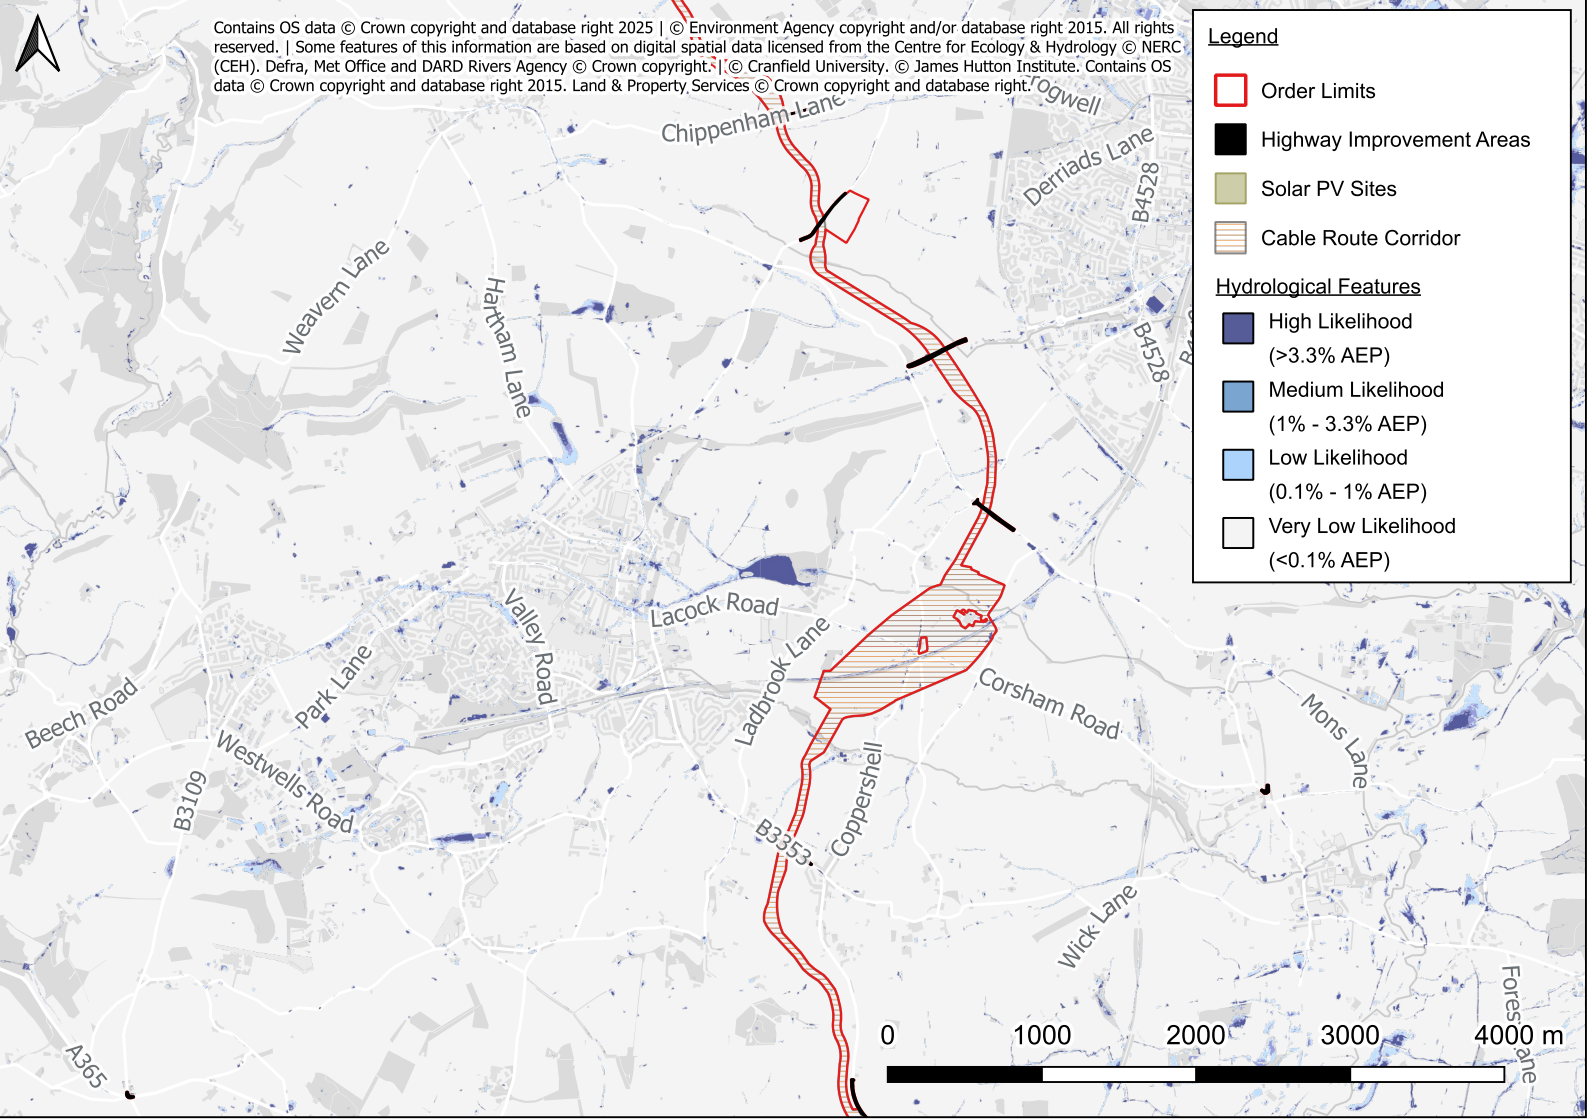 Contains OS data © Crown copyright and database right 2025 | © Environment Agency copyright and/or database right 2015. All rights
reserved. | Some features of this information are based on digital spatial data licensed from the Centre for Ecology & Hydrology © NERC
(CEH). Defra, Met Office and DARD Rivers Agency © Crown copyright. | © Cranfield University. © James Hutton Institute. Contains OS
data © Crown copyright and database right 2015. Land & Property Services © Crown copyright and database right.
Chippenham Lane
Derriads Lane
B4528
B4528
Weavern Lane
Hartham Lane
Valley Road
Lacock Road
Ladbrook Lane
Park Lane
Beech Road
Westwells Road
B3109
Corsham Road
Mons Lane
Coppershell
B3353
Wick Lane
A365
Legend
Order Limits
Highway Improvement Areas
Solar PV Sites
Cable Route Corridor
Hydrological Features
High Likelihood
(>3.3% AEP)
Medium Likelihood
(1% - 3.3% AEP)
Low Likelihood
(0.1% - 1% AEP)
Very Low Likelihood
(<0.1% AEP)
0 1000 2000 3000 4000 m